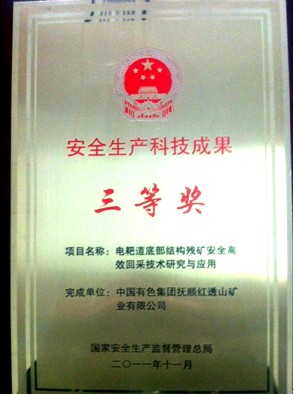 安全生产科技成果
三等奖
项目名称：电耙道底部结构残矿安全高
效回采技术研究与应用
完成单位：中国有色集团抚顺红透山矿
业有限公司
国家安全生产监督管理总局
二〇一一年十一月